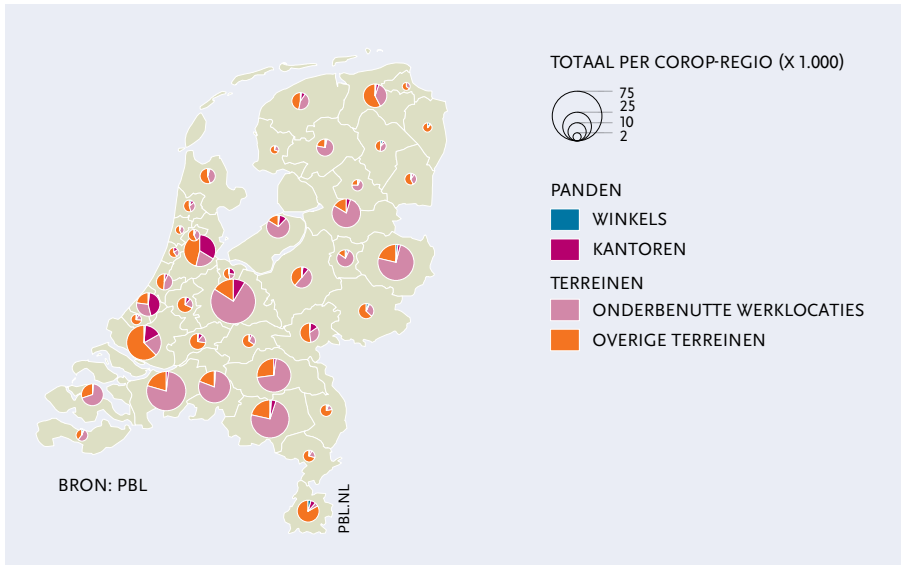 TOTAAL PER COROP-REGIO (X 1.000)
75
25
10
2
PANDEN
WINKELS
KANTOREN
TERREINEN
ONDERBENUTTE WERKLOCATIES
OVERIGE TERREINEN
BRON: PBL
PBL.NL